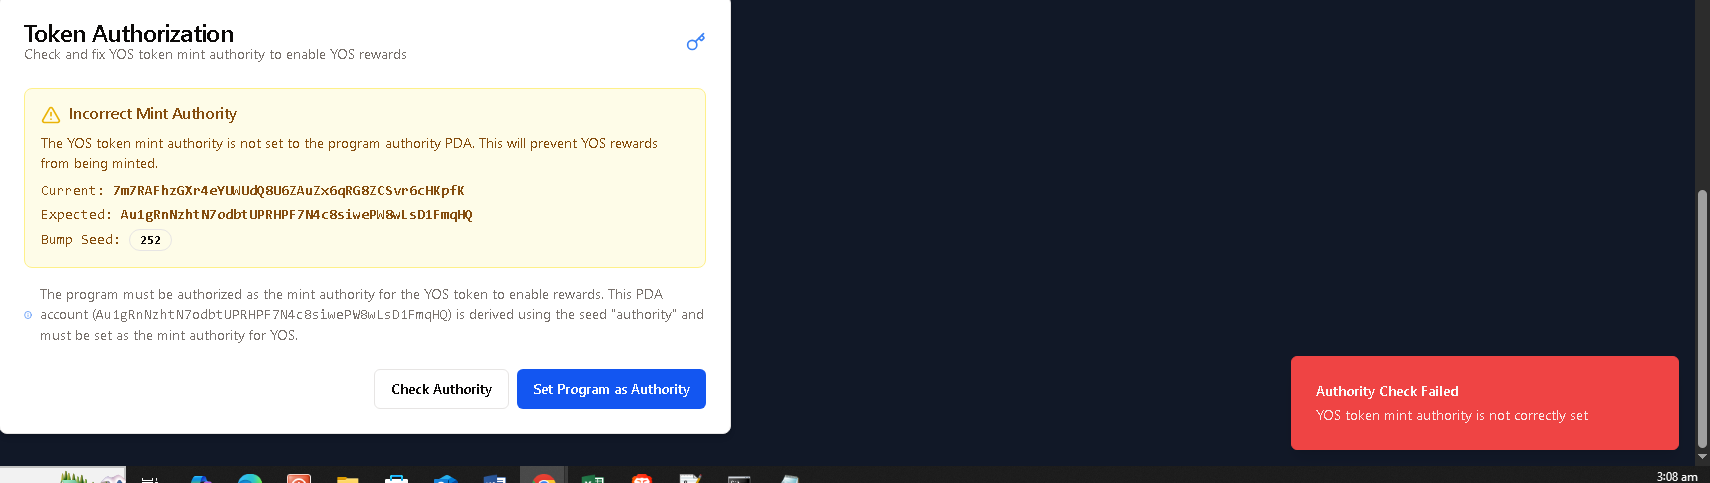 Token Authorization
Check and fix YOS token mint authority to enable YOS rewards
Incorrect Mint Authority
The YOS token mint authority is not set to the program authority PDA. This will prevent YOS rewards
from being minted.
Current: 7m7RAFhzGXr4eYUWUdQ8U6ZAuZx6qRG8ZCSvr6cHKpfK
Expected: Au1gRnNzhtN7odbtUPRHPF7N4c8siwePW8wLsD1FmqHQ
Bump Seed: 252
The program must be authorized as the mint authority for the YOS token to enable rewards. This PDA
account (Au1gRnNzhtN7odbtUPRHPF7N4c8siwePW8wLsD1FmqHQ) is derived using the seed "authority" and
must be set as the mint authority for YOS.
Check Authority
Set Program as Authority
Authority Check Failed
YOS token mint authority is not correctly set
3:08 am